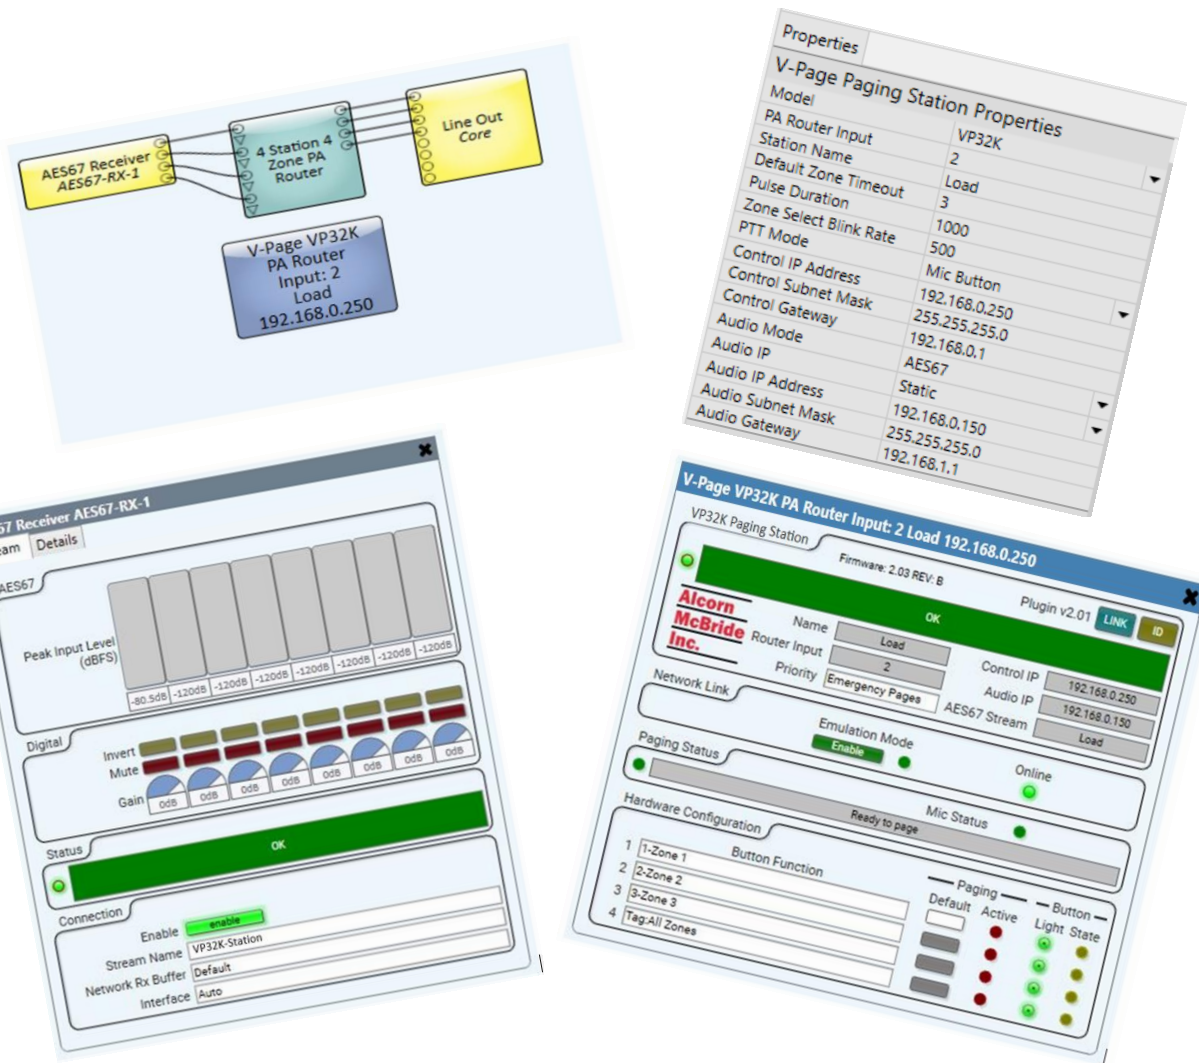 AES67 Receiver
AES67-RX-1
4 Station 4
Zone PA
Router
Line Out
Core
V-Page VP32K
PA Router
Input: 2
Load
192.168.0.250
Properties
V-Page Paging Station Properties
Model VP32K
PA Router Input 2
Station Name Load
Default Zone Timeout 3
Pulse Duration 1000
Zone Select Blink Rate 500
PTT Mode Mic Button
Control IP Address 192.168.0.250
Control Subnet Mask 255.255.255.0
Control Gateway 192.168.0.1
Audio Mode AES67
Audio IP Static
Audio IP Address 192.168.0.150
Audio Subnet Mask 255.255.255.0
Audio Gateway 192.168.1.1
67 Receiver AES67-RX-1
eam Details
AES67
Peak Input Level
(dBFS)
-80.5dB -120dB -120dB -120dB -120dB -120dB -120dB -120dB
Digital
Invert
Mute
Gain 0dB 0dB 0dB 0dB 0dB 0dB 0dB 0dB
Status
OK
Connection
Enable enable
Stream Name VP32K-Station
Network Rx Buffer Default
Interface Auto
V-Page VP32K PA Router Input: 2 Load 192.168.0.250
VP32K Paging Station
Firmware: 2.03 REV: B
Plugin v2.01 LINK ID
OK
Alcorn
McBride
Inc.
Name Load
Router Input 2
Priority Emergency Pages
Control IP 192.168.0.250
Audio IP 192.168.0.150
AES67 Stream Load
Network Link
Emulation Mode
Enable
Online
Paging Status
Mic Status
Ready to page
Hardware Configuration
Button Function
Paging
Button
Default Active Light State
1 1-Zone 1
2 2-Zone 2
3 3-Zone 3
4 Tag:All Zones